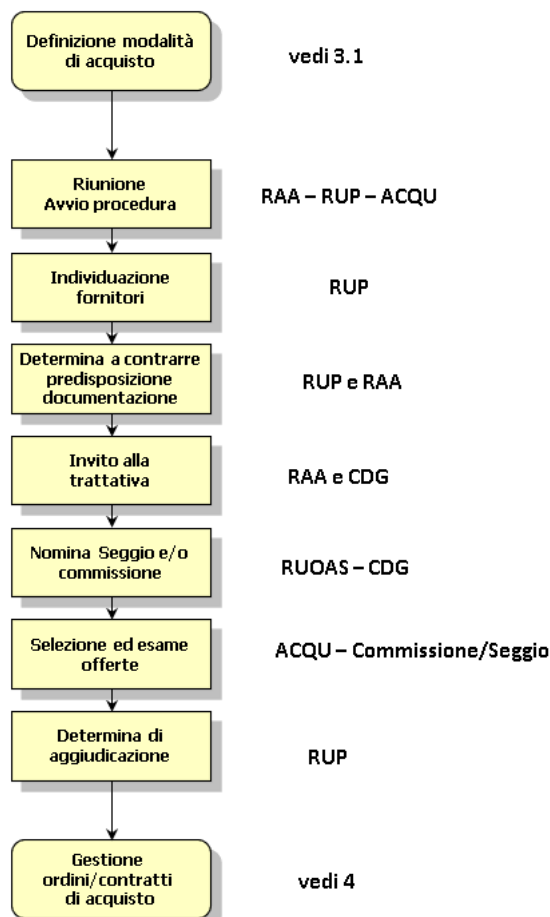 Definizione modalità
di acquisto
vedi 3.1
Riunione
Avvio procedura
RAA – RUP – ACQU
Individuazione
fornitori
RUP
Determina a contrarre
predisposizione
documentazione
RUP e RAA
Invito alla
trattativa
RAA e CDG
Nomina Seggio e/o
commissione
RUOAS – CDG
Selezione ed esame
offerte
ACQU – Commissione/Seggio
Determina di
aggiudicazione
RUP
Gestione
ordini/contratti
di acquisto
vedi 4